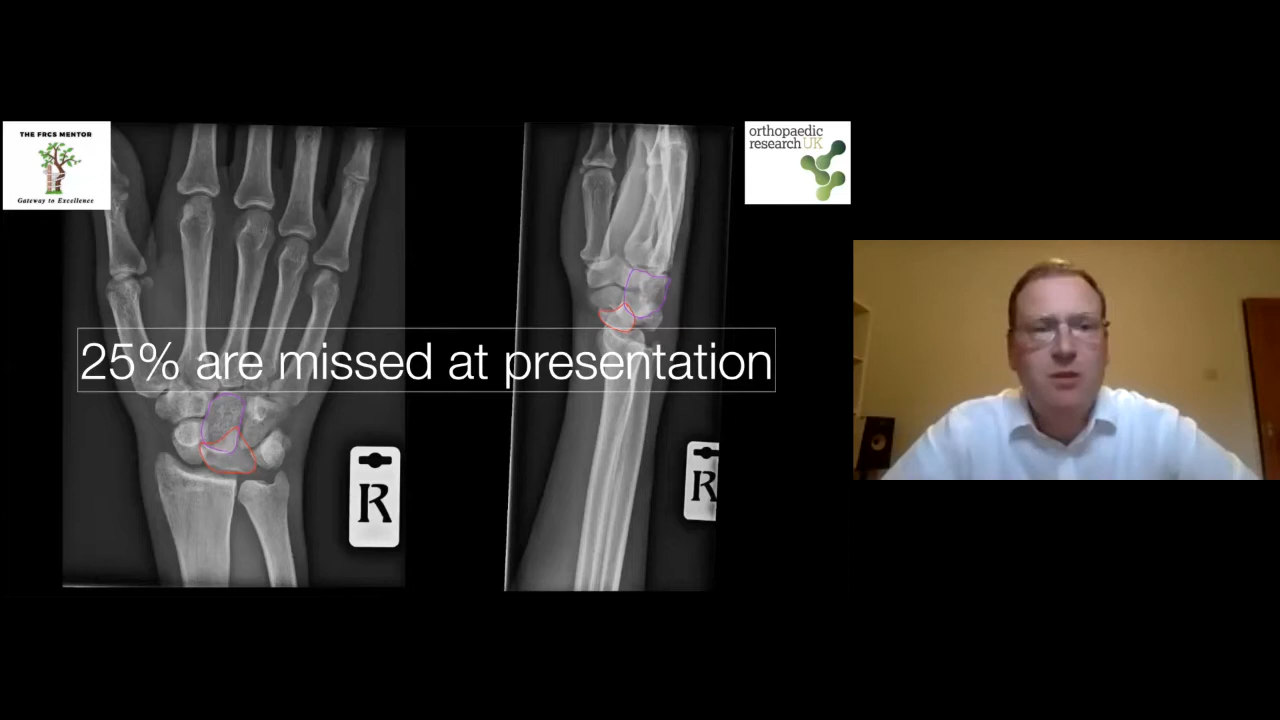 THE FRCS MENTOR
Gateway to Excellence
orthopaedic
research UK
25% are missed at presentation
R
R